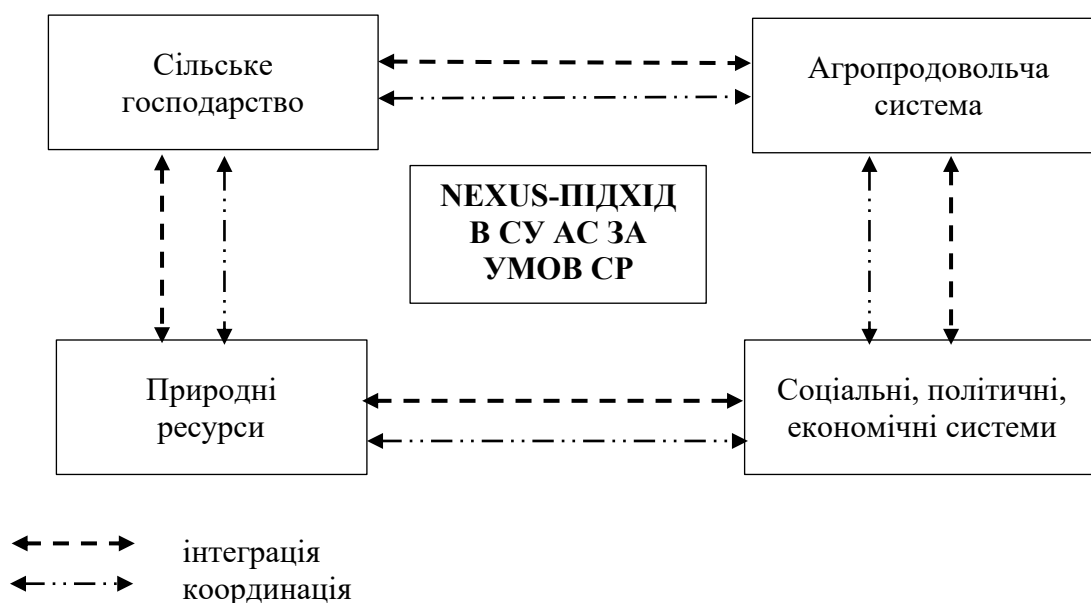 Сільське
господарство
Агропродовольча
система
NEXUS-ПІДХІД
В СУ АС ЗА
УМОВ СР
Природні
ресурси
Соціальні, політичні,
економічні системи
інтеграція
координація